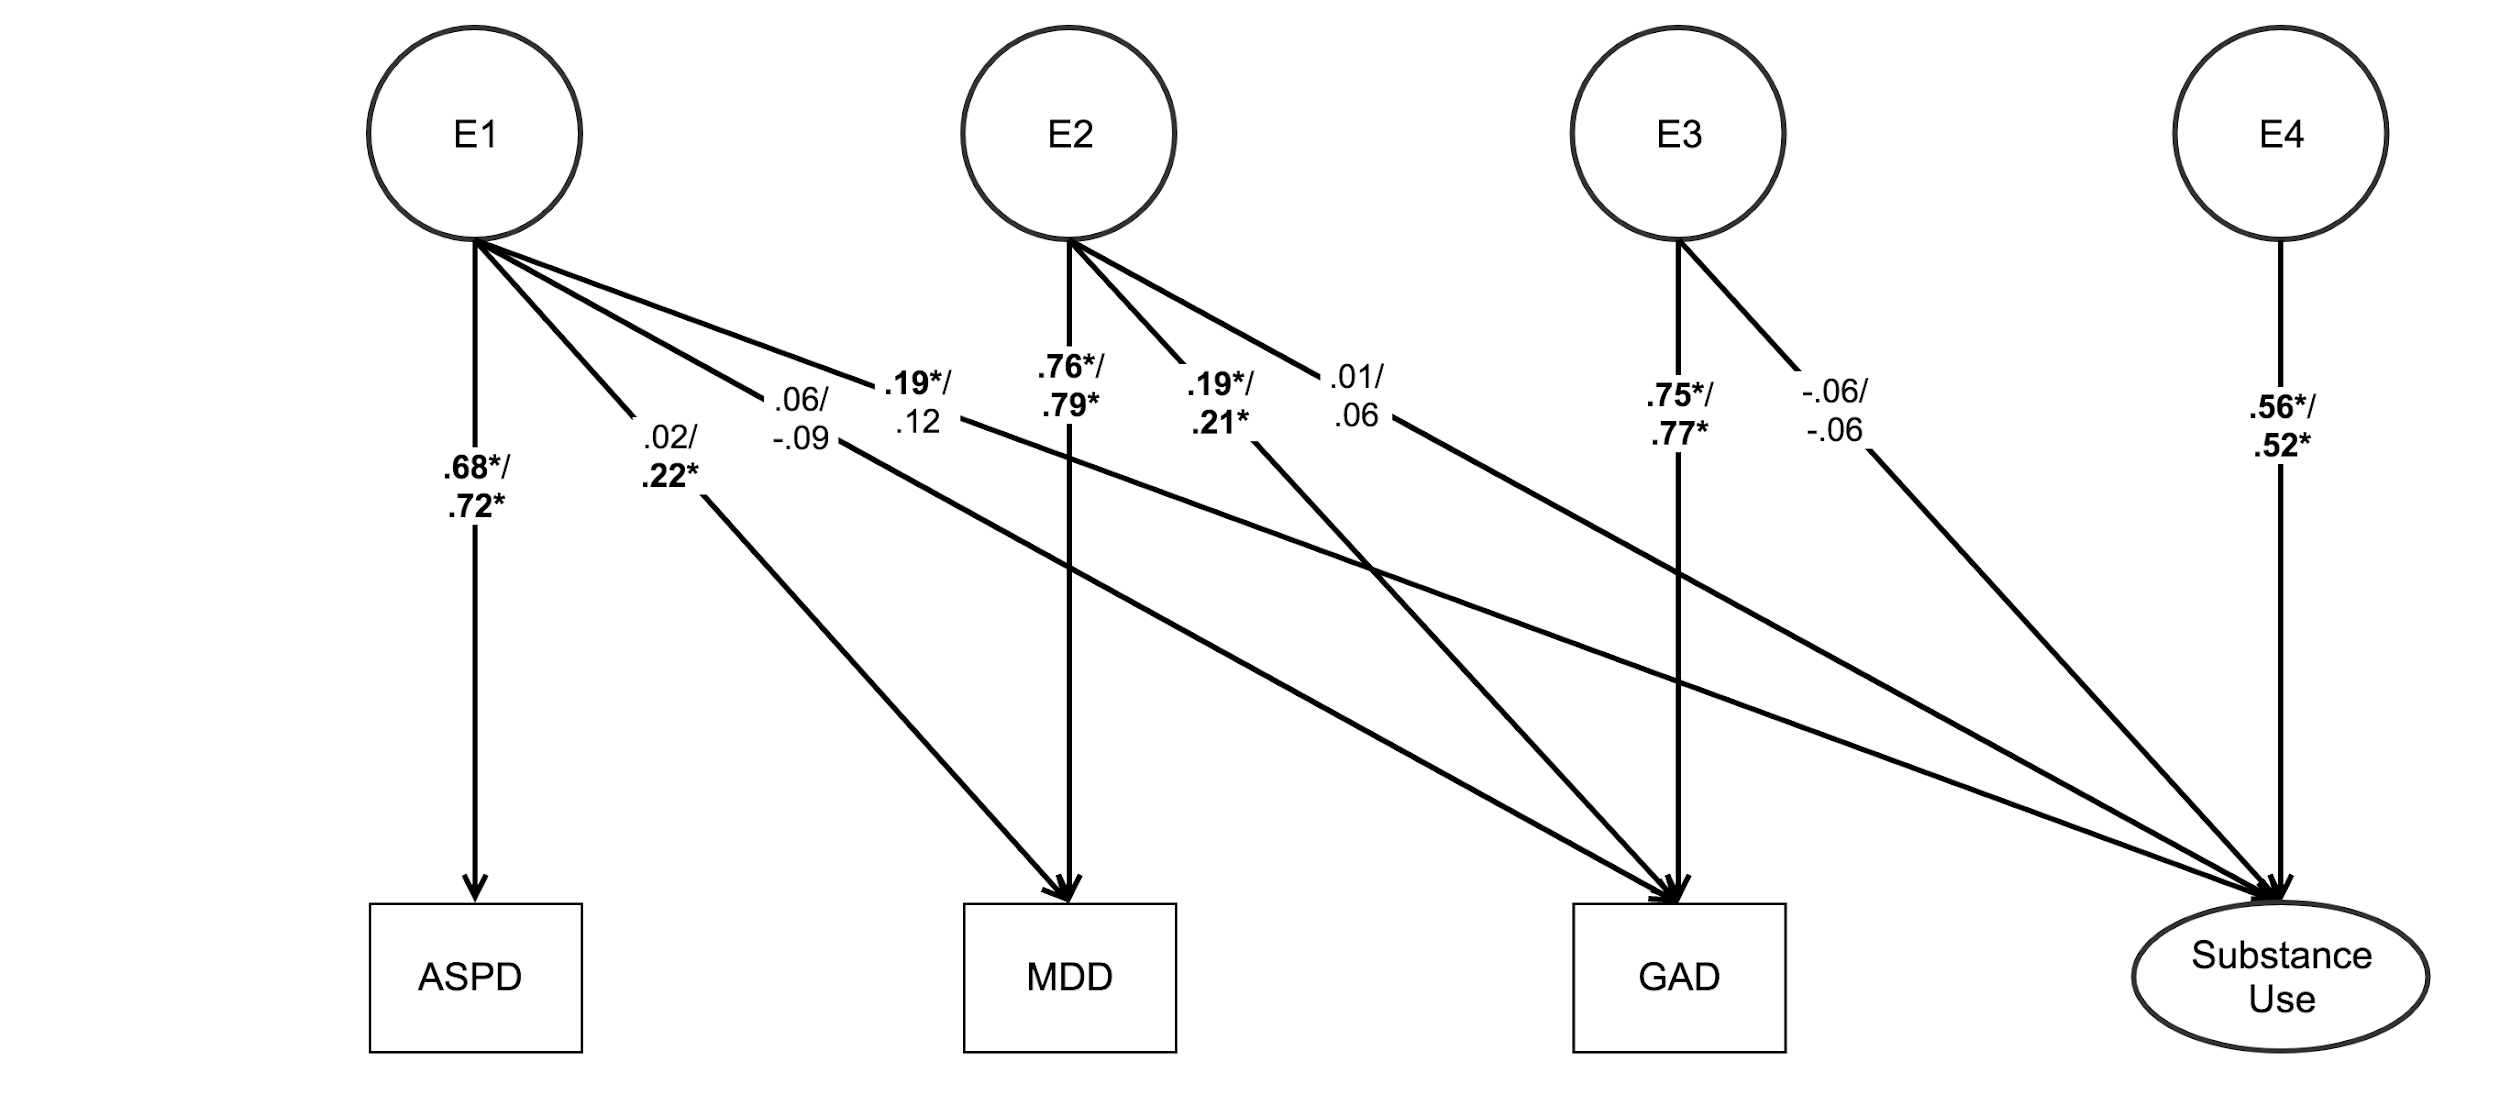 E1
E2
E3
E4
.68*/
.72*
.02/
.22*
.06/
-.09
.19*/
.12
.76*/
.79*
.19*/
.21*
.01/
.06
.75*/
.77*
-.06/
-.06
.56*/
.52*
ASPD
MDD
GAD
Substance
Use